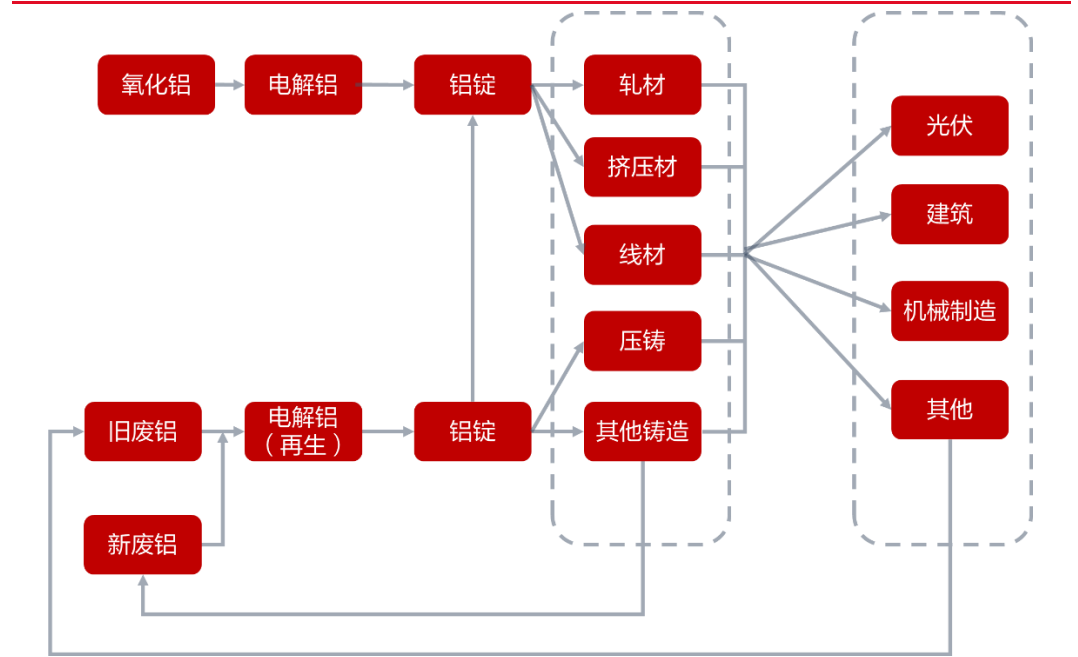 氧化铝
电解铝
铝锭
轧材
挤压材
线材
压铸
其他铸造
光伏
建筑
机械制造
其他
旧废铝
电解铝
（再生）
铝锭
新废铝